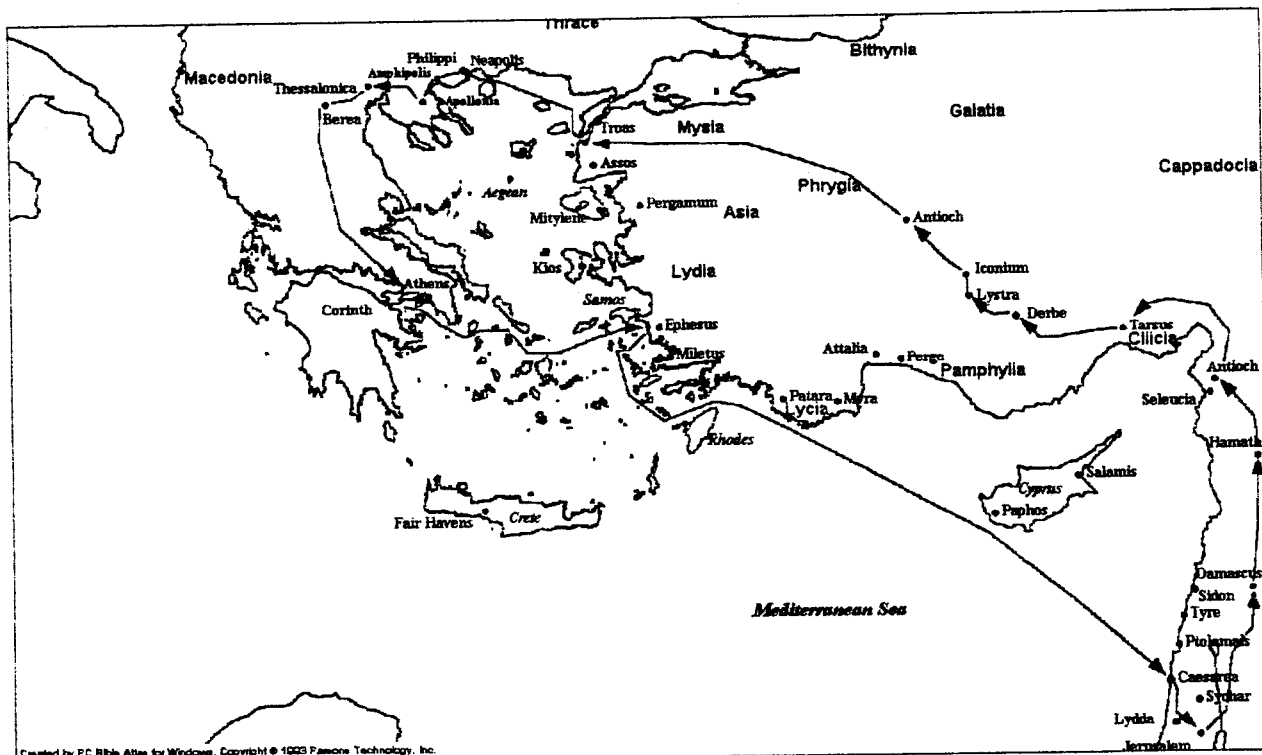 Thrace
Bithynia
Philippi
Neapolis
Macedonia
Amphipolis
Thessalonica
Apollonia
Berea
Galatia
Troas
Mysia
Assos
Cappadocia
Phrygia
Aegean
Mitylene
Pergamum
Asia
Antioch
Kios
Lydia
Iconium
Athens
Samos
Lystra
Corinth
Derbe
Ephesus
Tarsus
Cilicia
Miletus
Attalia
Perga
Pamphylia
Antioch
Patara
Myra
Lycia
Seleucia
Rhodes
Hamath
Salamis
Cyprus
Paphos
Fair Havens
Crete
Damascus
Sidon
Mediterranean Sea
Tyre
Ptolemais
Caesarea
Sychar
Lydda
Jerusalem
Created by PC Bible Atlas for Windows, Copyright © 1993 Parsons Technology, Inc.